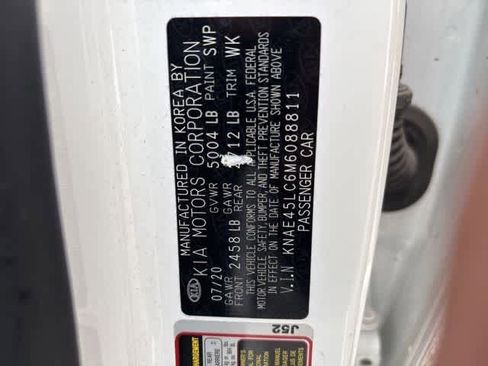 MANUFACTURED IN KOREA BY
KIA KIA MOTORS CORPORATION
07/20 GVWR 5004 LB PAINT SWP
GAWR GAWR TRIM WK
FRONT 2458 LB REAR 12 LB
THIS VEHICLE CONFORMS TO ALL APPLICABLE U.S.A. FEDERAL
MOTOR VEHICLE SAFETY, BUMPER, AND THEFT PREVENTION STANDARDS
IN EFFECT ON THE DATE OF MANUFACTURE SHOWN ABOVE
V.I.N KNAE45LC6M6088811
PASSENGER CAR
J52